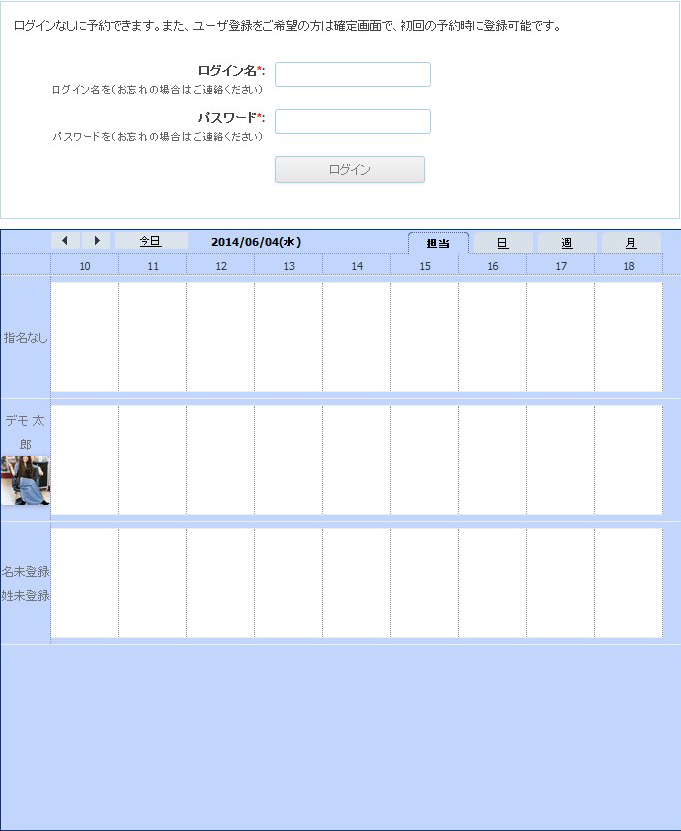 ログインなしに予約できます。また、ユーザ登録をご希望の方は確定画面で、初回の予約時に登録可能です。
ログイン名*:
ログイン名を(お忘れの場合はご連絡ください)
パスワード*:
パスワードを(お忘れの場合はご連絡ください)
ログイン
今日 2014/06/04(水) 担当 日 週 月
10 11 12 13 14 15 16 17 18
指名なし
デモ 太
郎
名未登録
姓未登録